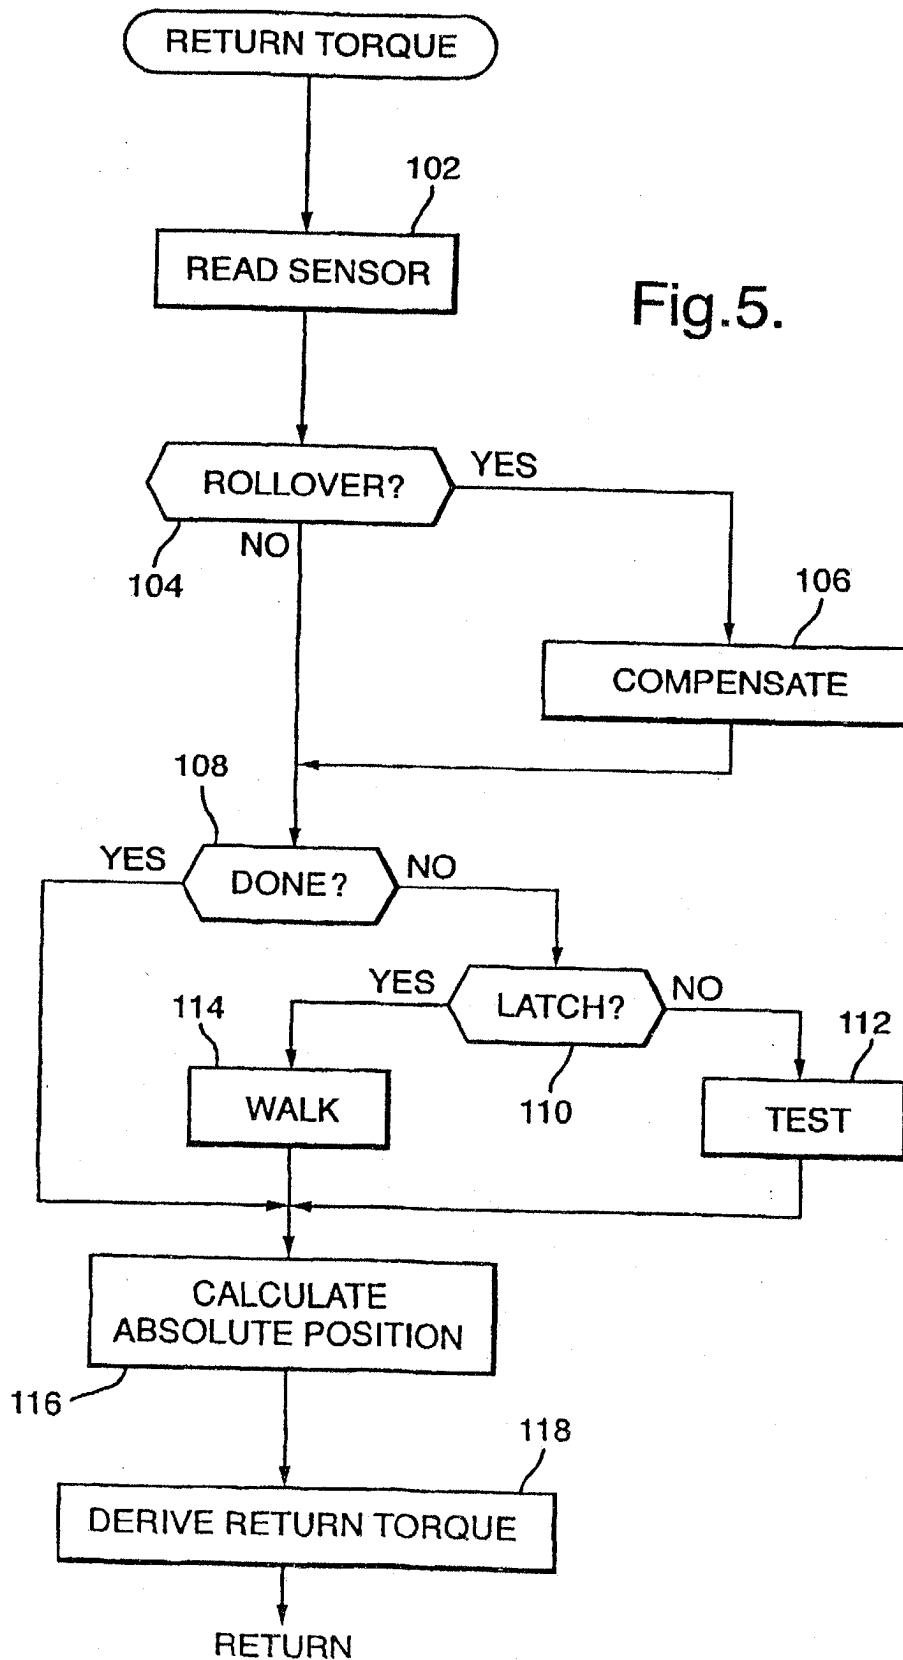 RETURN TORQUE
102
READ SENSOR
Fig.5.
ROLLOVER?
YES
NO
104
106
COMPENSATE
108
YES
DONE?
NO
YES
LATCH?
NO
114
112
WALK
110
TEST
CALCULATE
ABSOLUTE POSITION
116
118
DERIVE RETURN TORQUE
RETURN